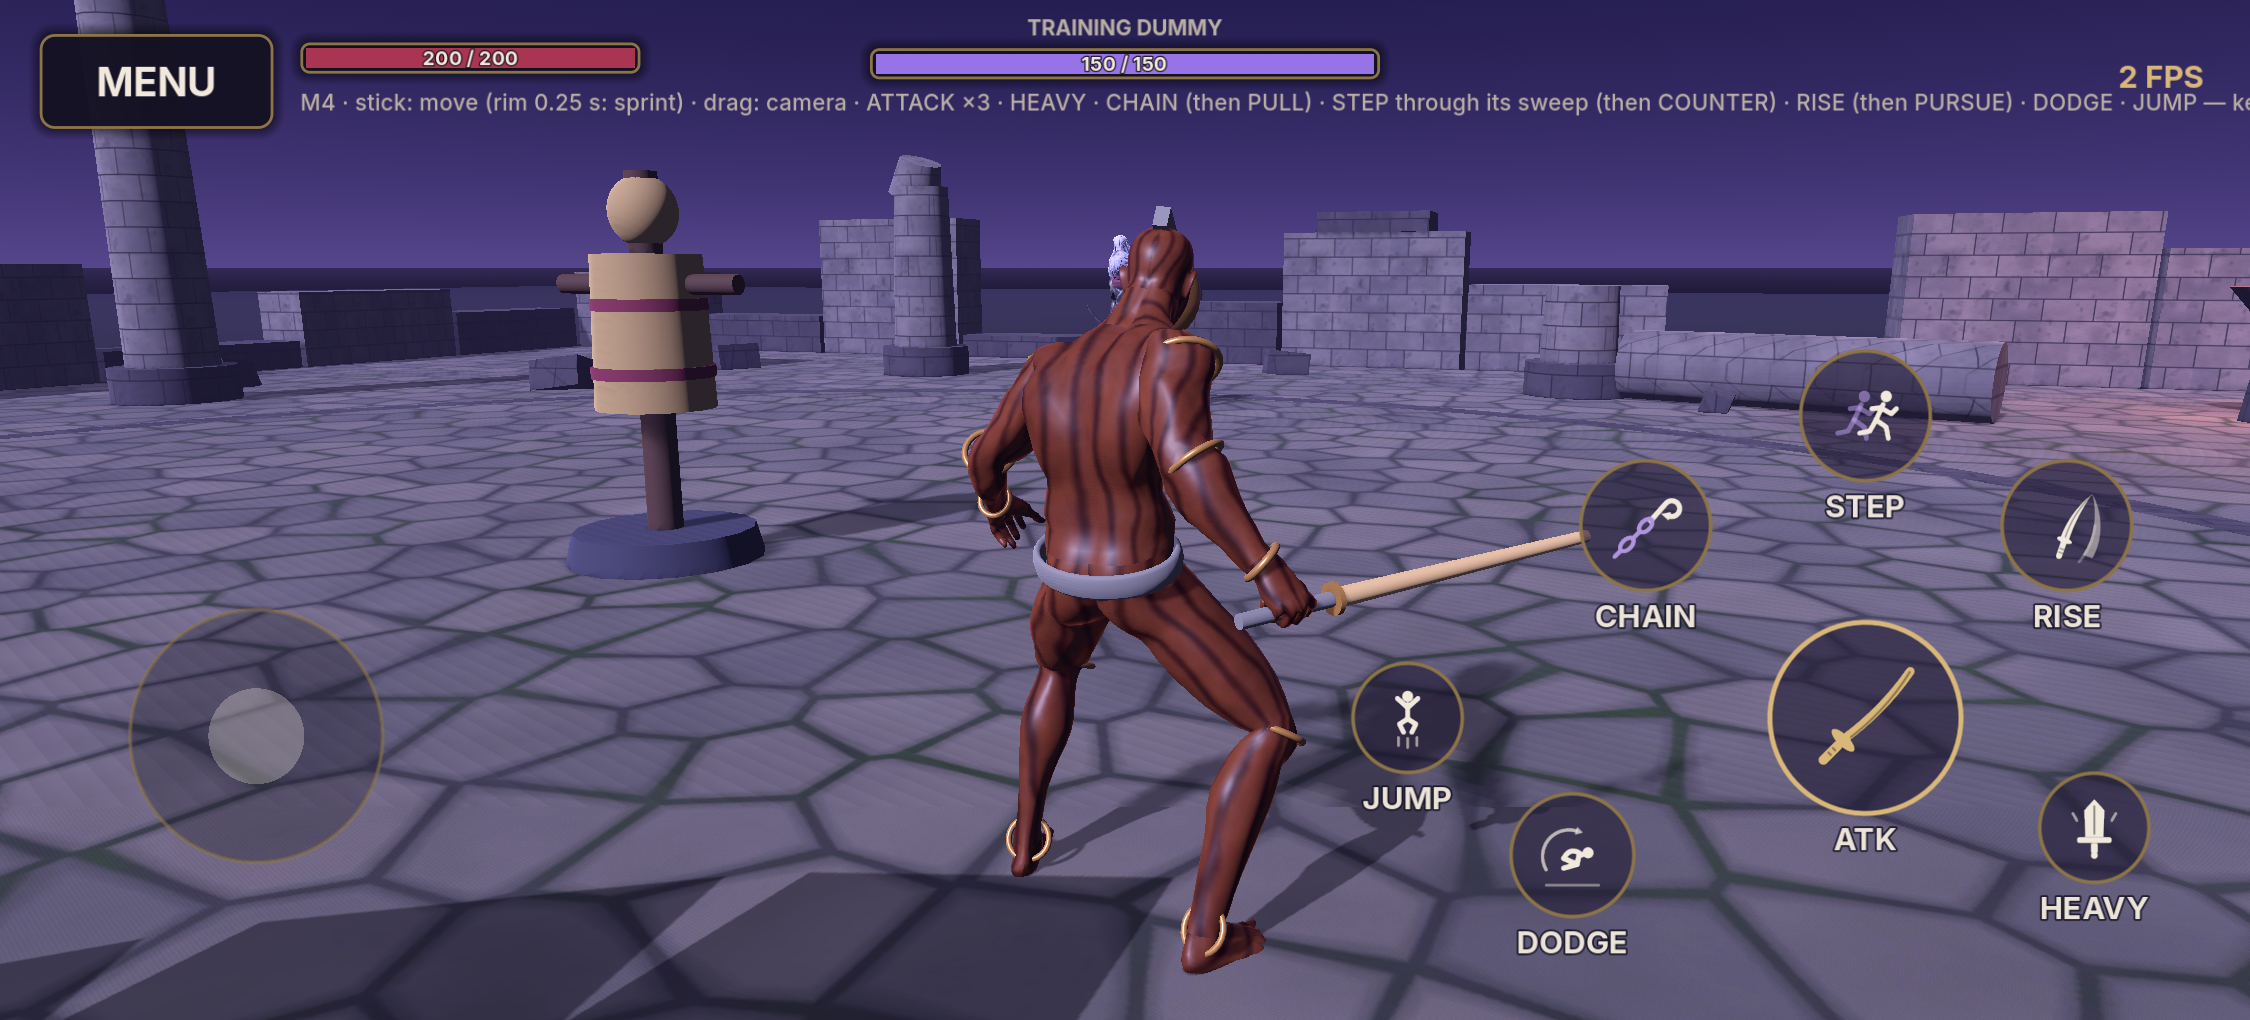 TRAINING DUMMY
MENU
200 / 200
150 / 150
2 FPS
M4 · stick: move (rim 0.25 s: sprint) · drag: camera · ATTACK ×3 · HEAVY · CHAIN (then PULL) · STEP through its sweep (then COUNTER) · RISE (then PURSUE) · DODGE · JUMP —
STEP
CHAIN
RISE
JUMP
ATK
HEAVY
DODGE